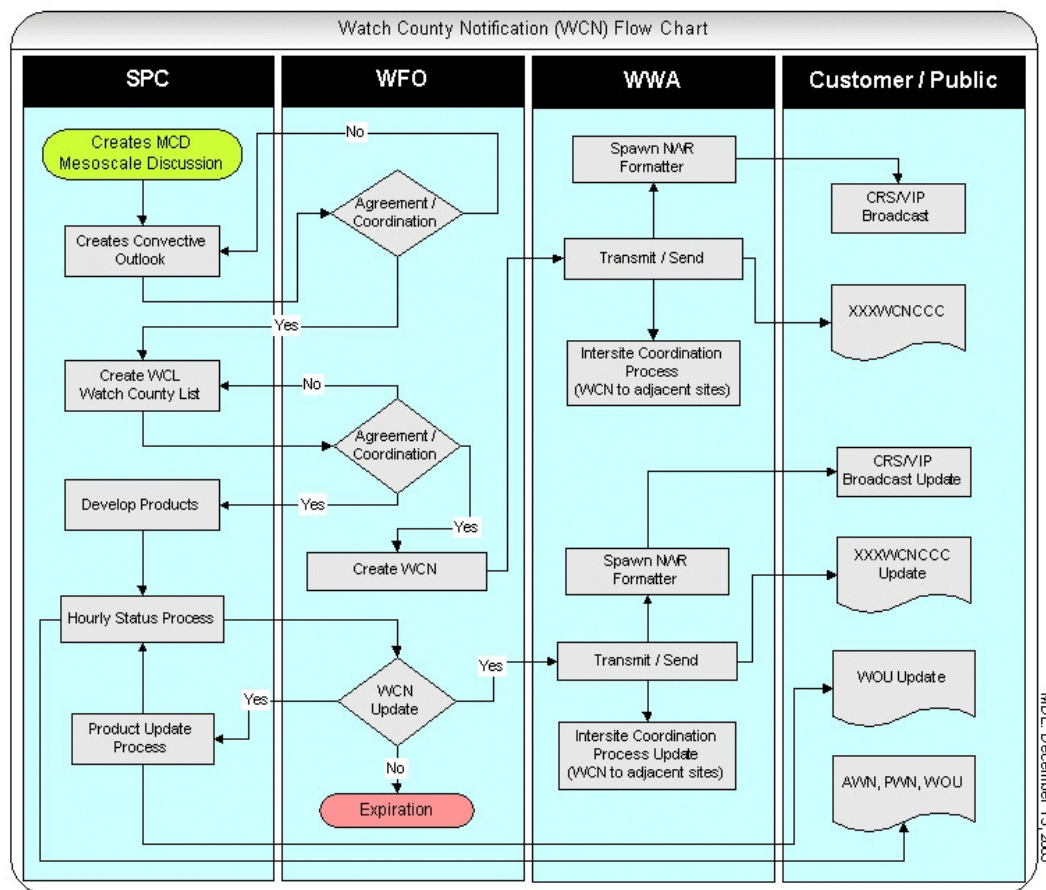 Watch County Notification (WCN) Flow Chart
SPC
WFO
WWA
Customer / Public
Creates MCD
Mesoscale Discussion
Creates Convective
Outlook
Create WCL
Watch County List
Develop Products
Hourly Status Process
Product Update
Process
No
Agreement /
Coordination
Yes
No
Agreement /
Coordination
Yes
Yes
Create WCN
WCN
Update
Yes
Yes
No
Expiration
Spawn NWR
Formatter
Transmit / Send
Intersite Coordination
Process
(WCN to adjacent sites)
Spawn NWR
Formatter
Transmit / Send
Intersite Coordination
Process Update
(WCN to adjacent sites)
CRS/VIP
Broadcast
XXXWCNCCC
CRS/VIP
Broadcast Update
XXXWCNCCC
Update
WOU Update
AWN, PWN, WOU